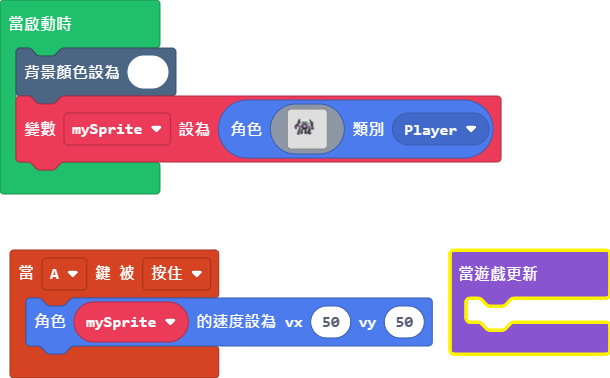 當啟動時
背景顏色設為
變數 mySprite 設為 角色 類別 Player
當 A 鍵 被 按住
當遊戲更新
角色 mySprite 的速度設為 vx 50 vy 50